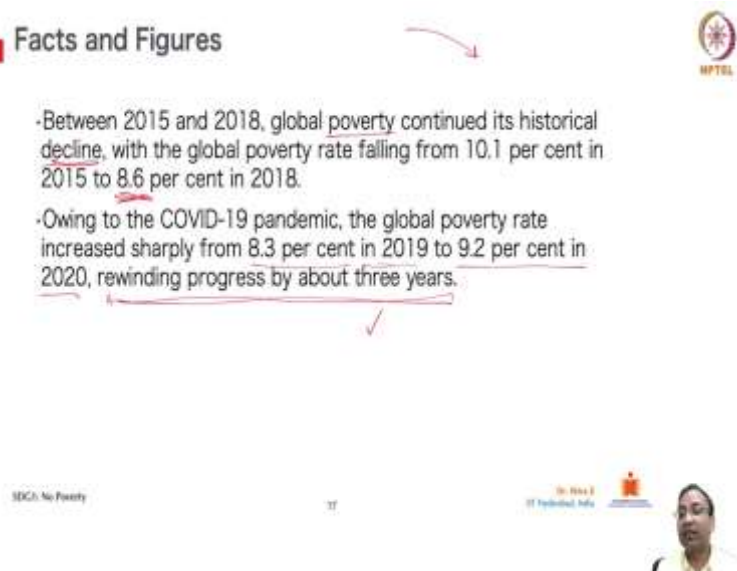 Facts and Figures
NPTEL
·Between 2015 and 2018, global poverty continued its historical
decline, with the global poverty rate falling from 10.1 per cent in
2015 to 8.6 per cent in 2018.
·Owing to the COVID-19 pandemic, the global poverty rate
increased sharply from 8.3 per cent in 2019 to 9.2 per cent in
2020, rewinding progress by about three years.
No Poverty